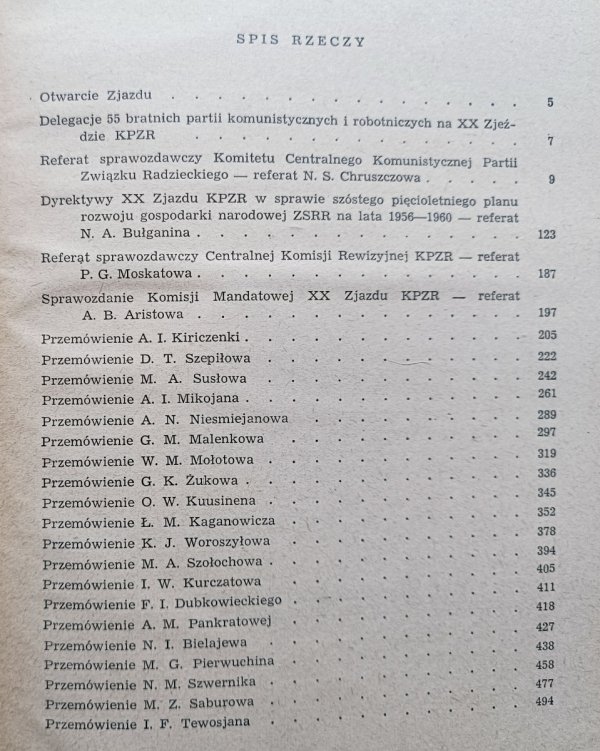 SPIS RZECZY
Otwarcie Zjazdu . . . . . . . . . . . . . . . . 5
Delegacje 55 bratnich partii komunistycznych i robotniczych na XX Zjeź-
dzie KPZR . . . . . . . . . . . . . . . 7
Referat sprawozdawczy Komitetu Centralnego Komunistycznej Partii
Związku Radzieckiego — referat N. S. Chruszczowa . . . . . 9
Dyrektywy XX Zjazdu KPZR w sprawie szóstego pięcioletniego planu
rozwoju gospodarki narodowej ZSRR na lata 1956—1960 — referat
N. A. Bułganina . . . . . . . . . . . . . . 123
Referat sprawozdawczy Centralnej Komisji Rewizyjnej KPZR — referat
P. G. Moskatowa . . . . . . . . . . . . . . 187
Sprawozdanie Komisji Mandatowej XX Zjazdu KPZR — referat
A. B. Aristowa . . . . . . . . . . . . . . 197
Przemówienie A. I. Kiriczenki . . . . . . . . . . . . 205
Przemówienie D. T. Szepiłowa . . . . . . . . . . . . 222
Przemówienie M. A. Susłowa . . . . . . . . . . . . 242
Przemówienie A. I. Mikojana . . . . . . . . . . . . 261
Przemówienie A. N. Niesmiejanowa . . . . . . . . . . 289
Przemówienie G. M. Malenkowa . . . . . . . . . . . 297
Przemówienie W. M. Mołotowa . . . . . . . . . . . 319
Przemówienie G. K. Żukowa . . . . . . . . . . . . 336
Przemówienie O. W. Kuusinena . . . . . . . . . . . 345
Przemówienie Ł. M. Kaganowicza . . . . . . . . . . 352
Przemówienie K. J. Woroszyłowa . . . . . . . . . . 378
Przemówienie M. A. Szołochowa . . . . . . . . . . . 394
Przemówienie I. W. Kurczatowa . . . . . . . . . . . 405
Przemówienie F. I. Dubkowieckiego . . . . . . . . . . 411
Przemówienie A. M. Pankratowej . . . . . . . . . . 418
Przemówienie N. I. Bielajewa . . . . . . . . . . . 427
Przemówienie M. G. Pierwuchina . . . . . . . . . . 438
Przemówienie N. M. Szwernika . . . . . . . . . . . 458
Przemówienie M. Z. Saburowa . . . . . . . . . . . 477
Przemówienie I. F. Tewosjana . . . . . . . . . . . 494